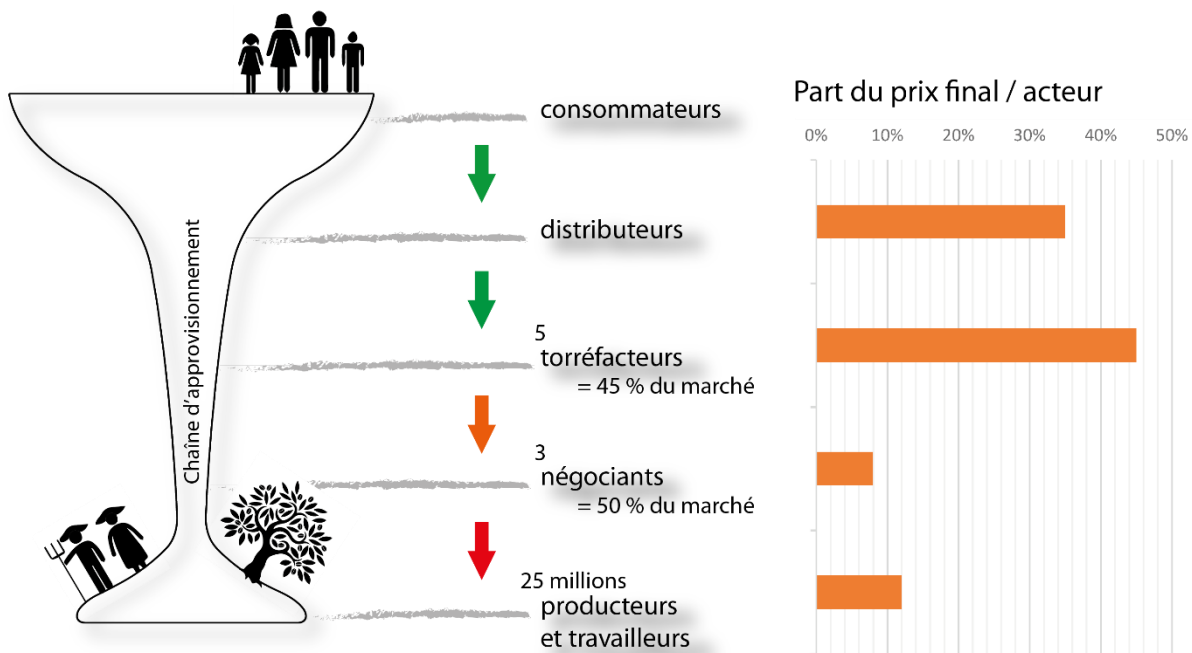 Chaîne d'approvisionnement
consommateurs
distributeurs
5
torréfacteurs
= 45 % du marché
3
négociants
= 50 % du marché
25 millions
producteurs
et travailleurs
Part du prix final / acteur
0% 10% 20% 30% 40% 50%